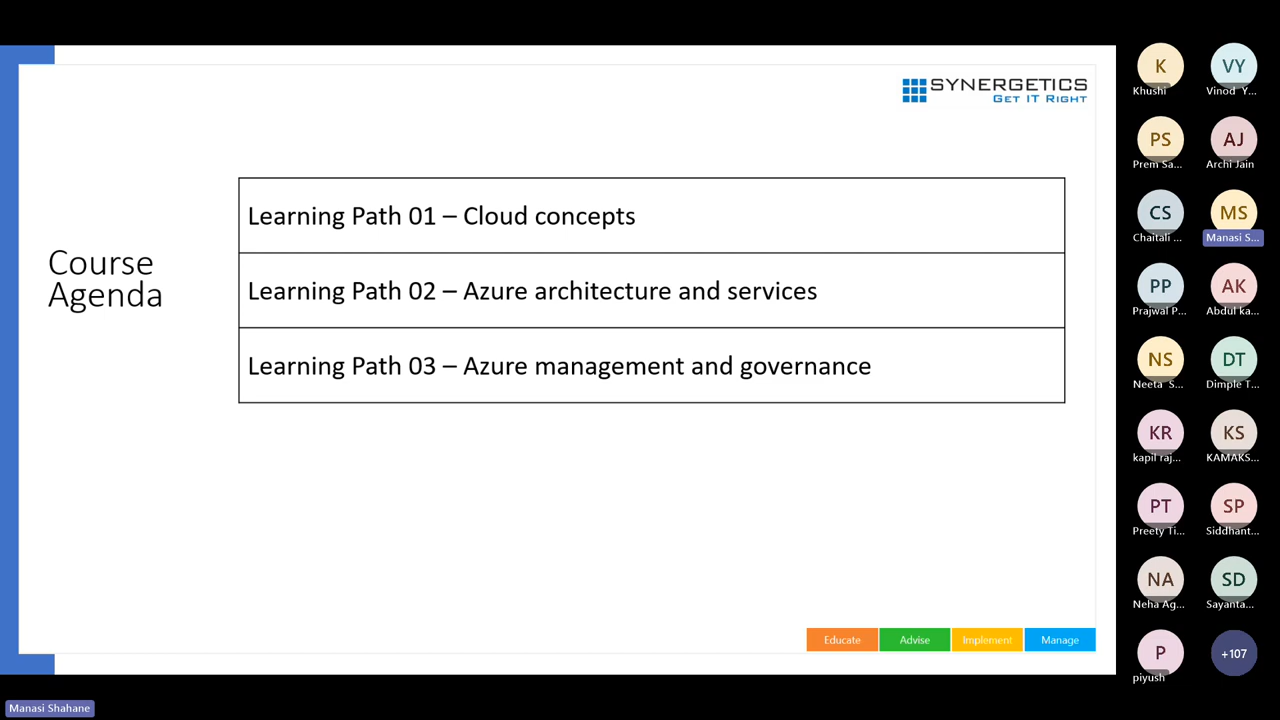 SYNERGETICS
GET IT RIGHT
Course
Agenda
Learning Path 01 – Cloud concepts
Learning Path 02 – Azure architecture and services
Learning Path 03 – Azure management and governance
Educate Advise Implement Manage
K VY
Khushi Vinod Y...
PS AJ
Prem Sa... Archi Jain
CS MS
Chaitali ... Manasi S...
PP AK
Prajwal P... Abdul ka...
NS DT
Neeta S... Dimple T...
KR KS
kapil raj... KAMAKS...
PT SP
Preety Ti... Siddhant...
NA SD
Neha Ag... Sayanta...
P +107
piyush
Manasi Shahane